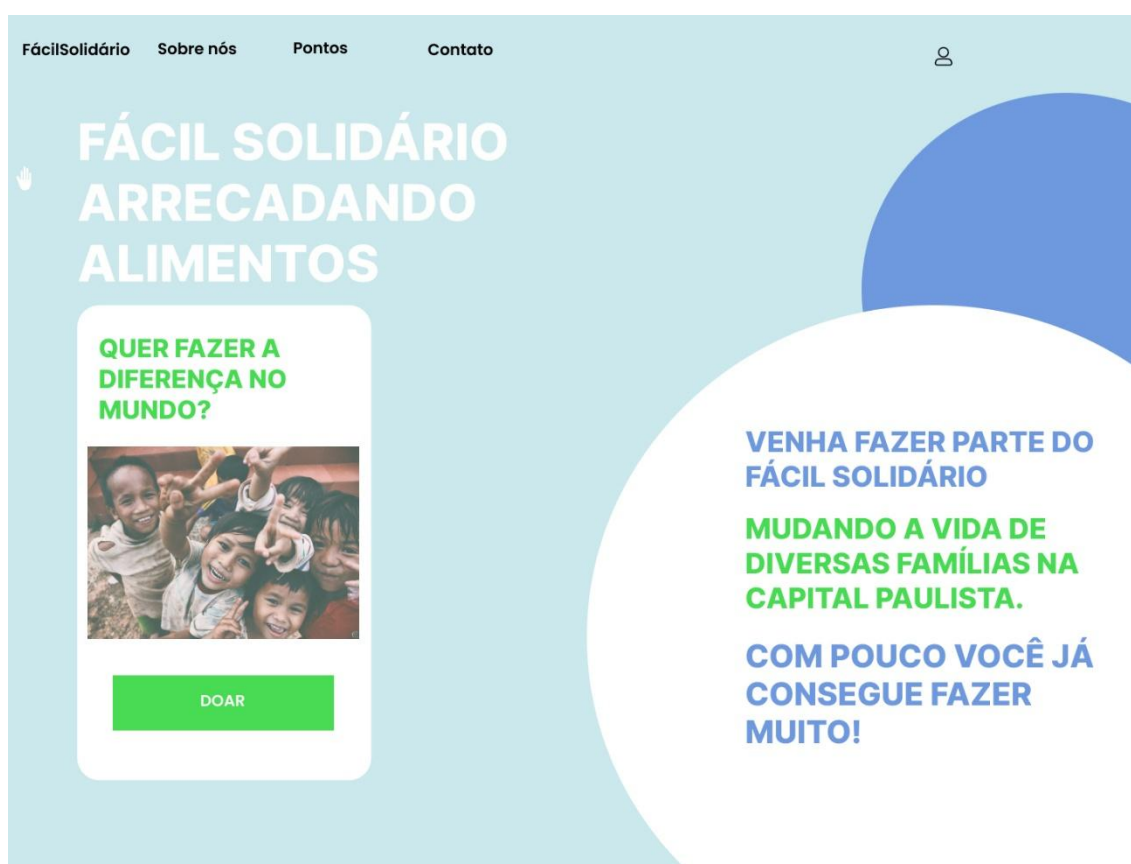 FácilSolidário Sobre nós Pontos Contato
FÁCIL SOLIDÁRIO
ARRECADANDO
ALIMENTOS
QUER FAZER A
DIFERENÇA NO
MUNDO?
DOAR
VENHA FAZER PARTE DO
FÁCIL SOLIDÁRIO
MUDANDO A VIDA DE
DIVERSAS FAMÍLIAS NA
CAPITAL PAULISTA.
COM POUCO VOCÊ JÁ
CONSEGUE FAZER
MUITO!